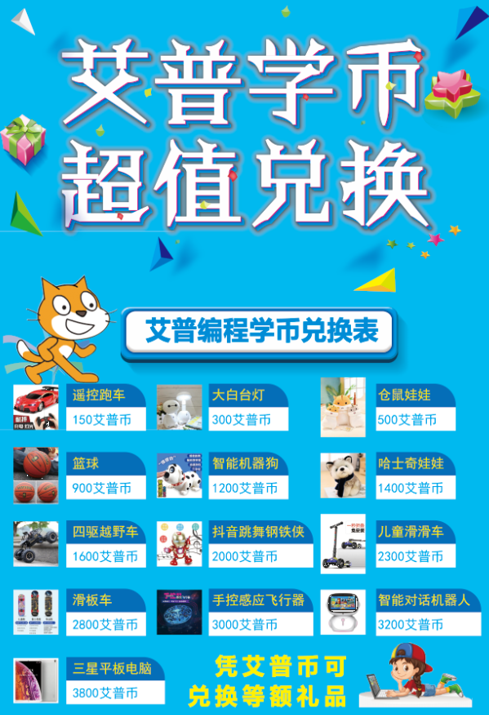 艾普学币
超值兑换
艾普编程学币兑换表
遥控跑车
150艾普币
大白台灯
300艾普币
仓鼠娃娃
500艾普币
篮球
900艾普币
智能机器狗
1200艾普币
哈士奇娃娃
1400艾普币
四驱越野车
1600艾普币
抖音跳舞钢铁侠
2000艾普币
儿童滑滑车
2300艾普币
滑板车
2800艾普币
手控感应飞行器
3000艾普币
智能对话机器人
3200艾普币
三星平板电脑
3800艾普币
凭艾普币可
兑换等额礼品